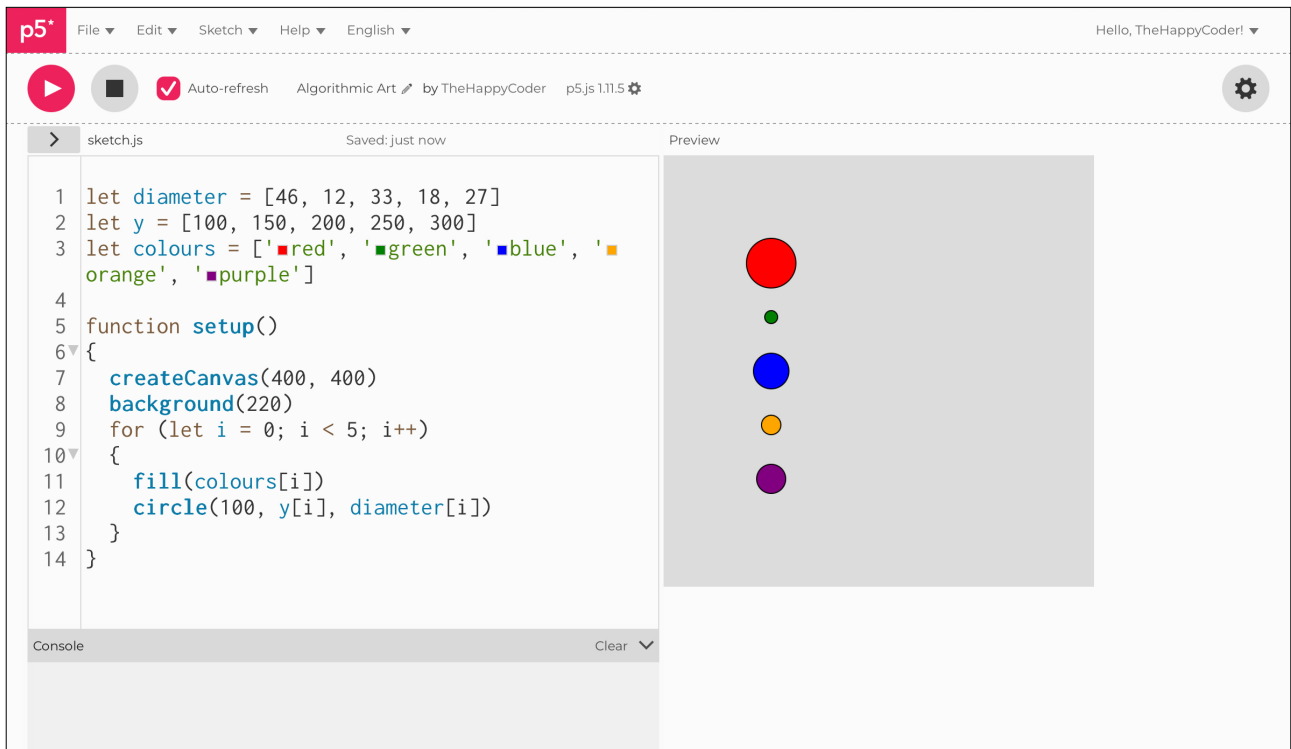 p5* File Edit Sketch Help English Hello, TheHappyCoder!
Auto-refresh Algorithmic Art by TheHappyCoder p5.js 1.11.5
> sketch.js Saved: just now Preview
1 let diameter = [46, 12, 33, 18, 27]
2 let y = [100, 150, 200, 250, 300]
3 let colours = ['red', 'green', 'blue', '
orange', 'purple']
4
5 function setup()
6 {
7 createCanvas(400, 400)
8 background(220)
9 for (let i = 0; i < 5; i++)
10 {
11 fill(colours[i])
12 circle(100, y[i], diameter[i])
13 }
14 }
Console Clear